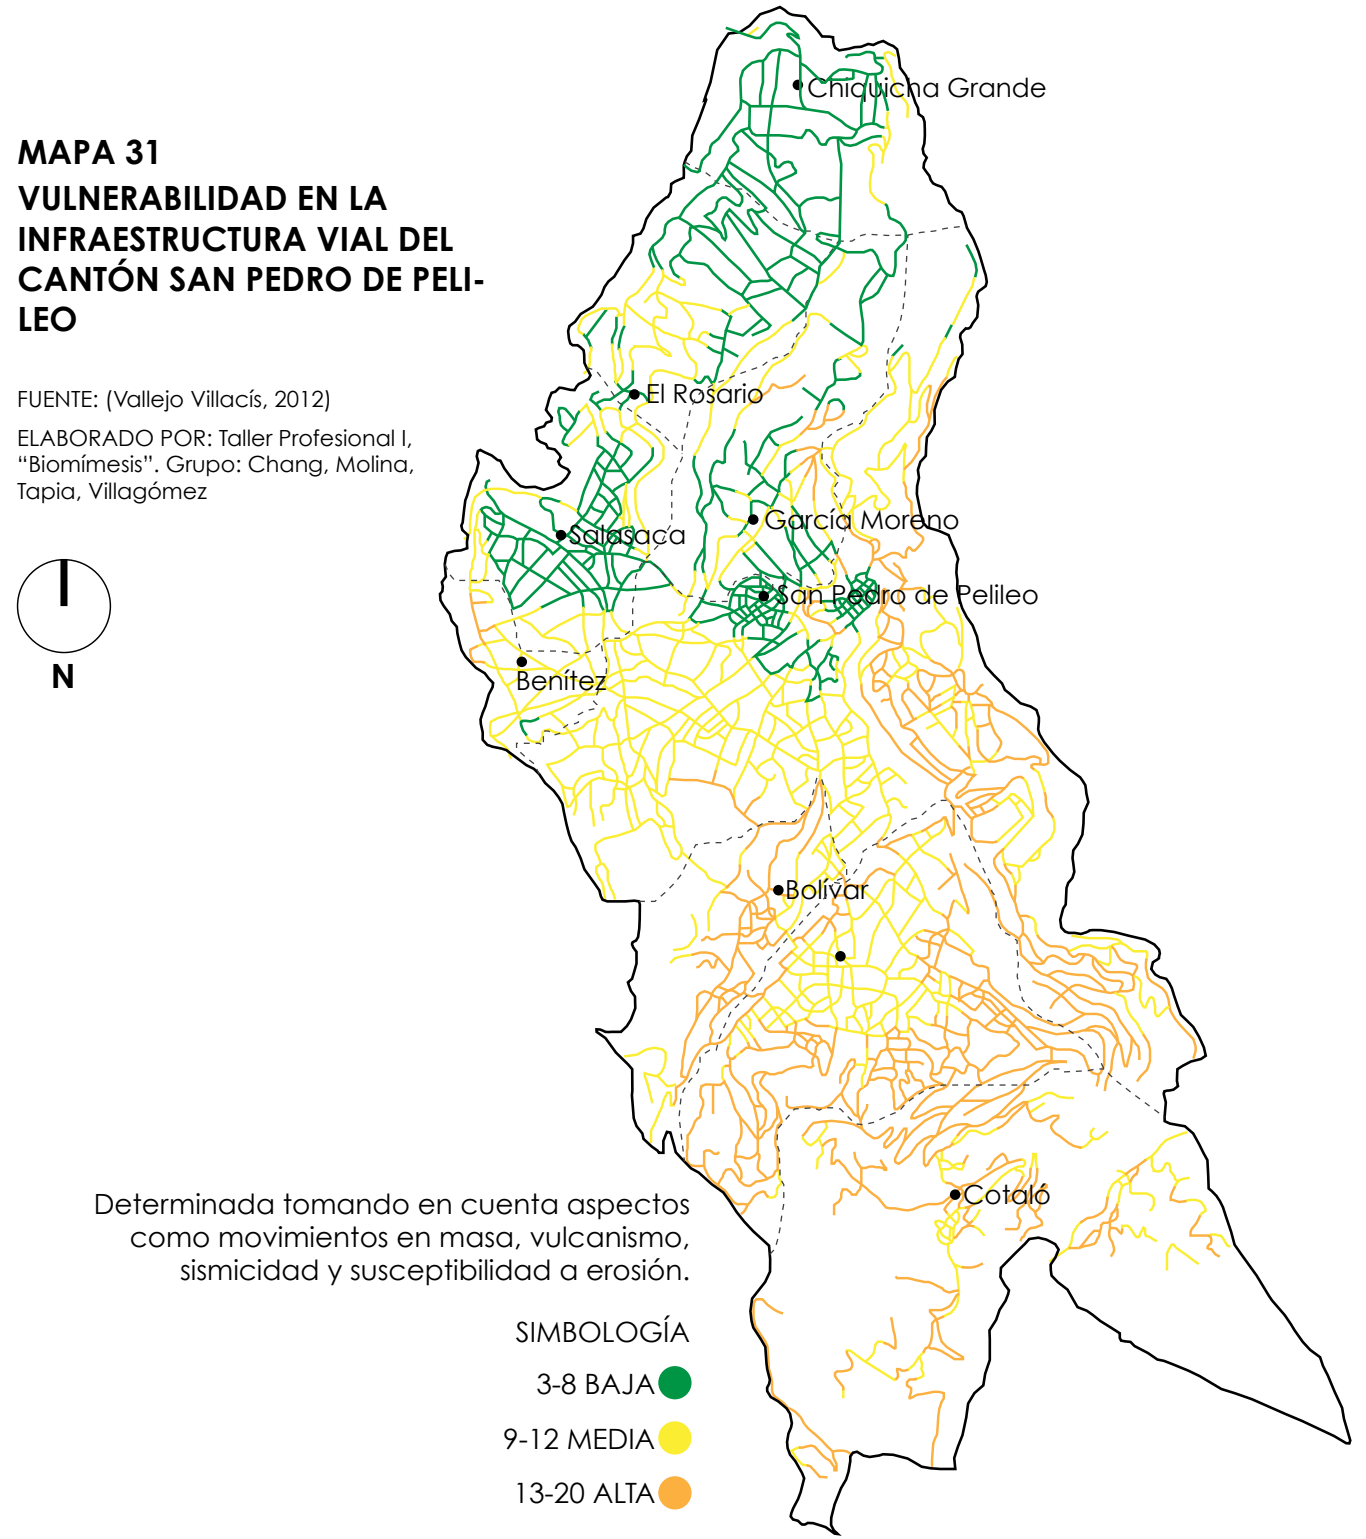 MAPA 31
VULNERABILIDAD EN LA
INFRAESTRUCTURA VIAL DEL
CANTÓN SAN PEDRO DE PELI-
LEO
FUENTE: (Vallejo Villacís, 2012)
ELABORADO POR: Taller Profesional I,
“Biomímesis”. Grupo: Chang, Molina,
Tapia, Villagómez
N
Chiquicha Grande
El Rosario
García Moreno
Salasaca
San Pedro de Pelileo
Benítez
Bolívar
Cotaló
Determinada tomando en cuenta aspectos
como movimientos en masa, vulcanismo,
sismicidad y susceptibilidad a erosión.
SIMBOLOGÍA
3-8 BAJA
9-12 MEDIA
13-20 ALTA